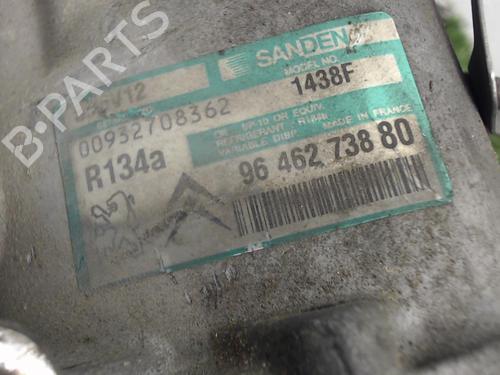 SANDEN
MODEL NO.
1438F
V12
00932708362
R134a
OIL SP-10 OR EQUIV.
REFRIGERANT R134a
VARIABLE DISP. MADE IN FRANCE
96 462 738 80
B-PARTS